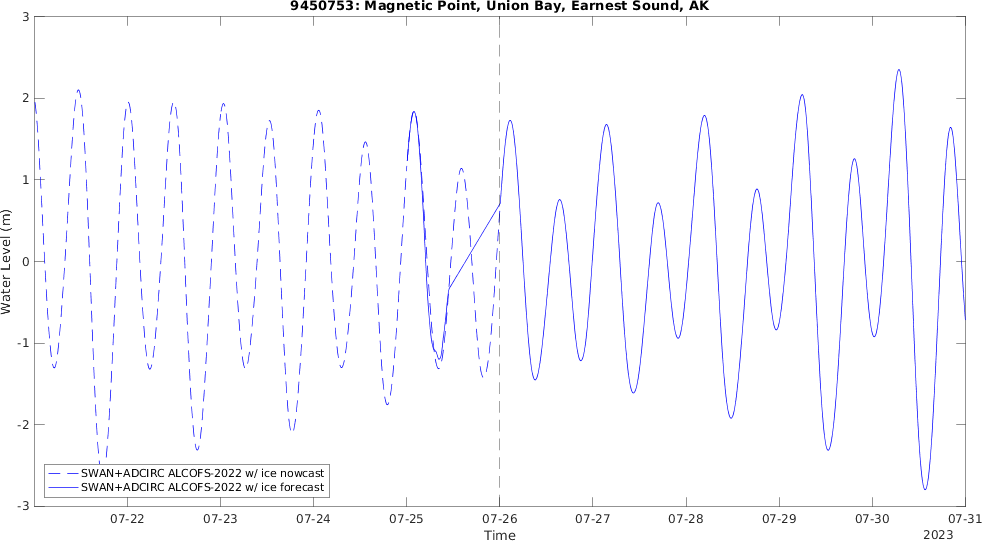 9450753: Magnetic Point, Union Bay, Earnest Sound, AK
3
2
1
0
-1
-2
-3
Water Level (m)
SWAN+ADCIRC ALCOFS-2022 w/ ice nowcast
SWAN+ADCIRC ALCOFS-2022 w/ ice forecast
07-22 07-23 07-24 07-25 07-26 07-27 07-28 07-29 07-30 07-31
Time
2023